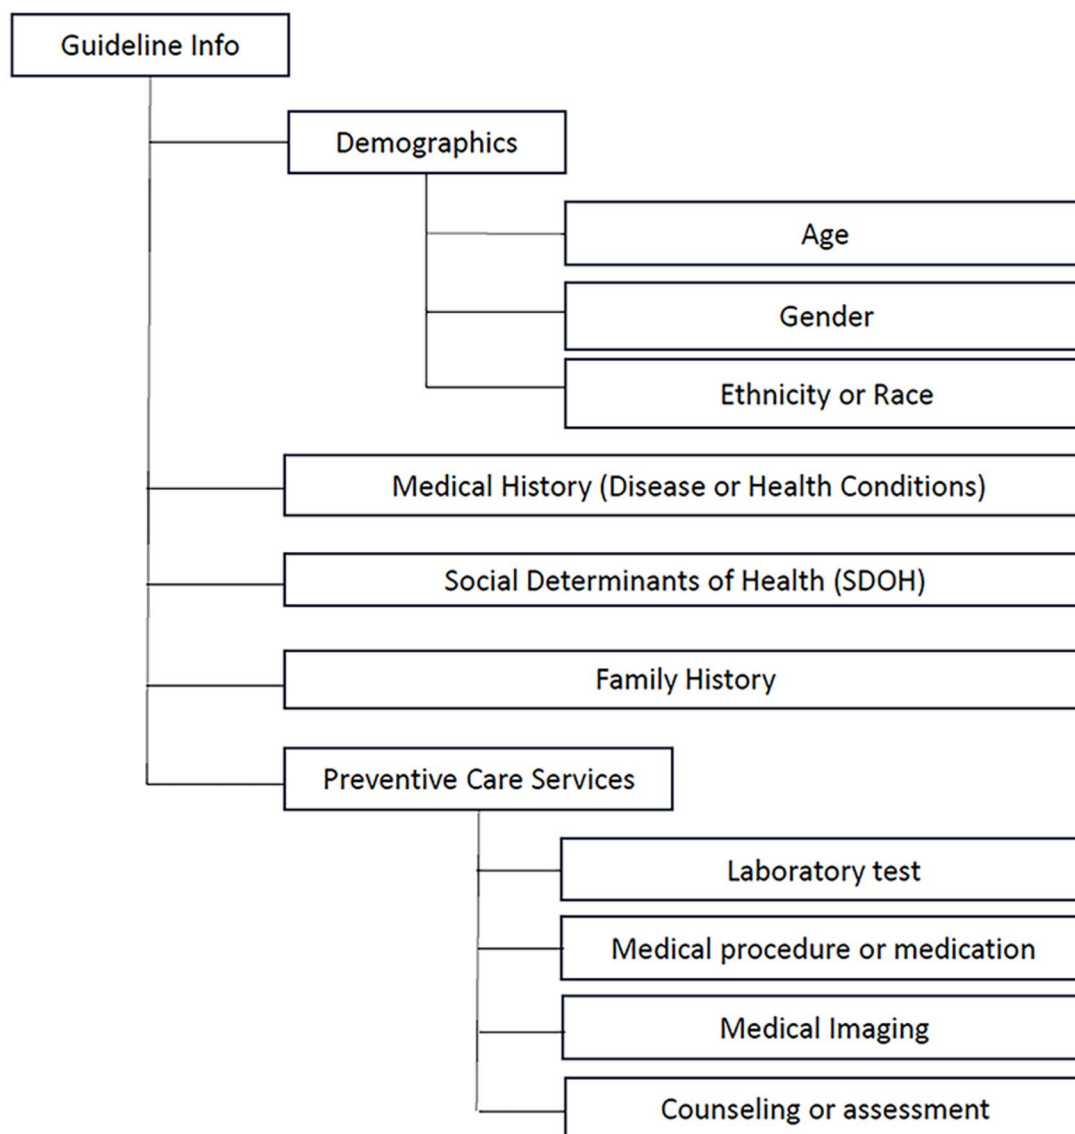 Guideline Info
Demographics
Age
Gender
Ethnicity or Race
Medical History (Disease or Health Conditions)
Social Determinants of Health (SDOH)
Family History
Preventive Care Services
Laboratory test
Medical procedure or medication
Medical Imaging
Counseling or assessment